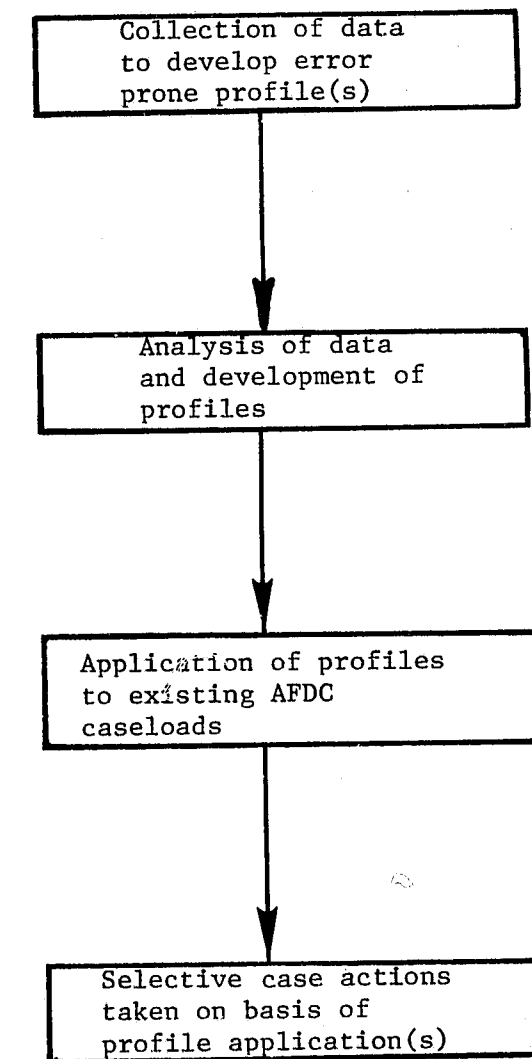 Collection of data
to develop error
prone profile(s)
Analysis of data
and development of
profiles
Application of profiles
to existing AFDC
caseloads
Selective case actions
taken on basis of
profile application(s)